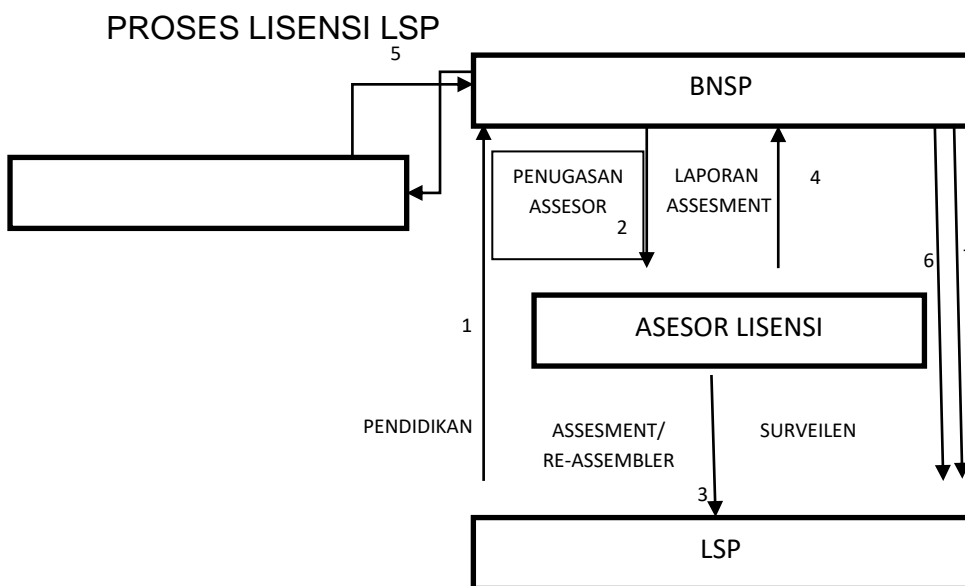 PROSES LISENSI LSP
5
BNSP
PENUGASAN
ASSESOR
2
LAPORAN
ASSESMENT
4
6
1
ASESOR LISENSI
PENDIDIKAN
ASSESMENT/
RE-ASSEMBLER
SURVEILEN
3
LSP